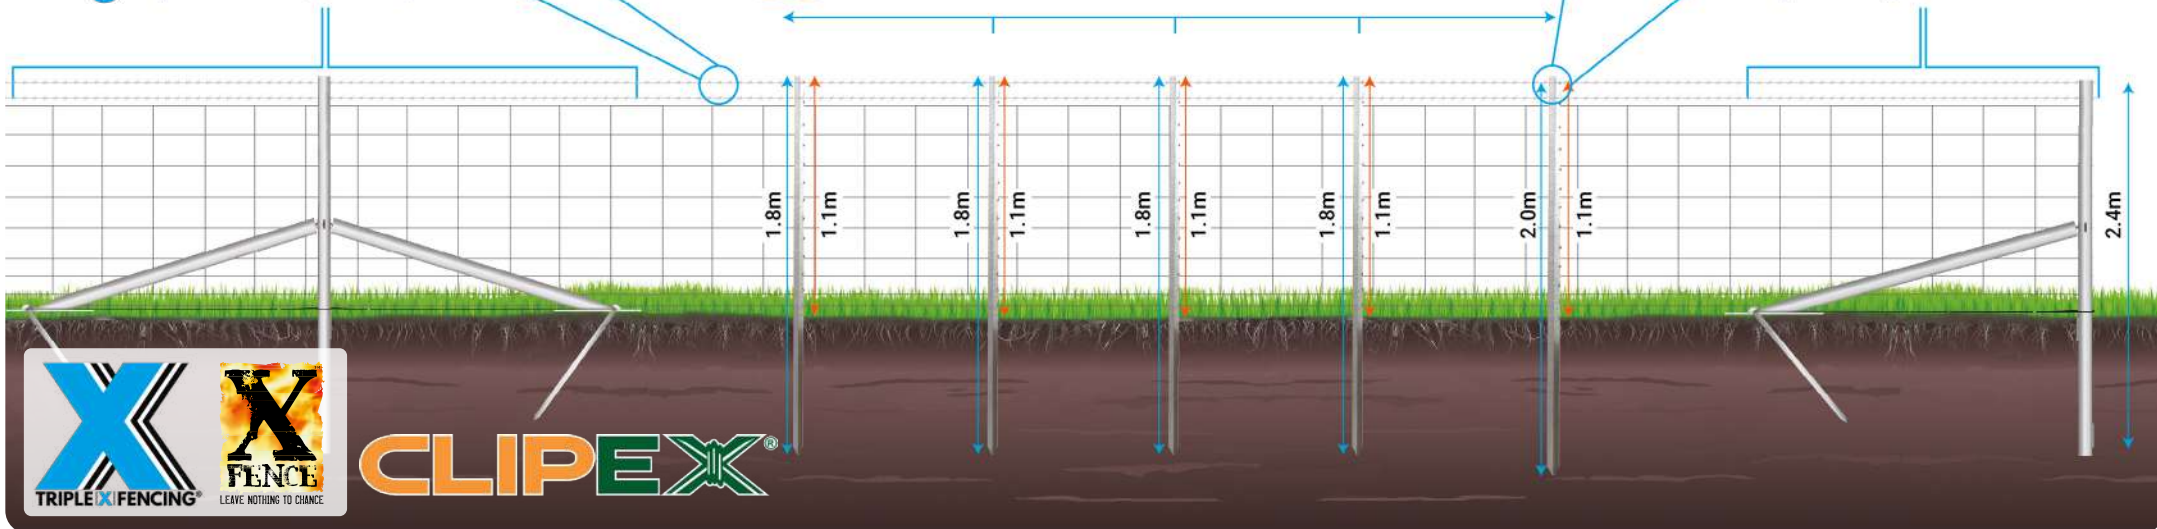 1.8m
1.1m
1.8m
1.1m
1.8m
1.1m
1.8m
1.1m
2.0m
1.1m
2.4m
TRIPLE X FENCING®
X
FENCE
LEAVE NOTHING TO CHANCE
CLIPEX®